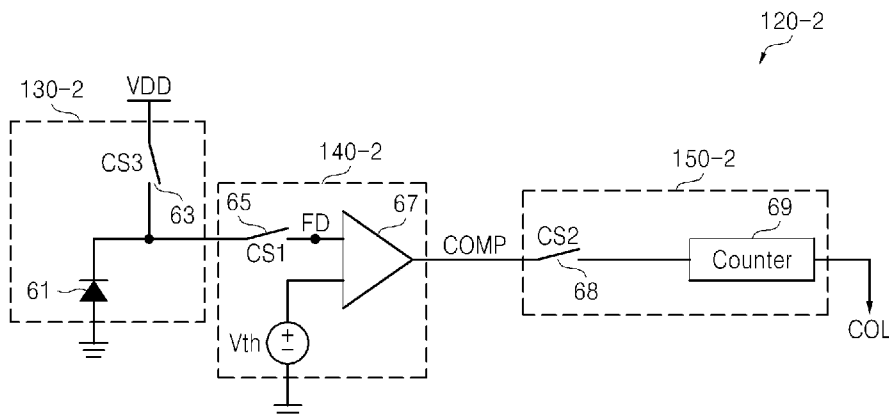 120-2
130-2
VDD
CS3
63
140-2
65
FD
67
CS1
61
Vth
COMP
150-2
CS2
68
69
Counter
COL